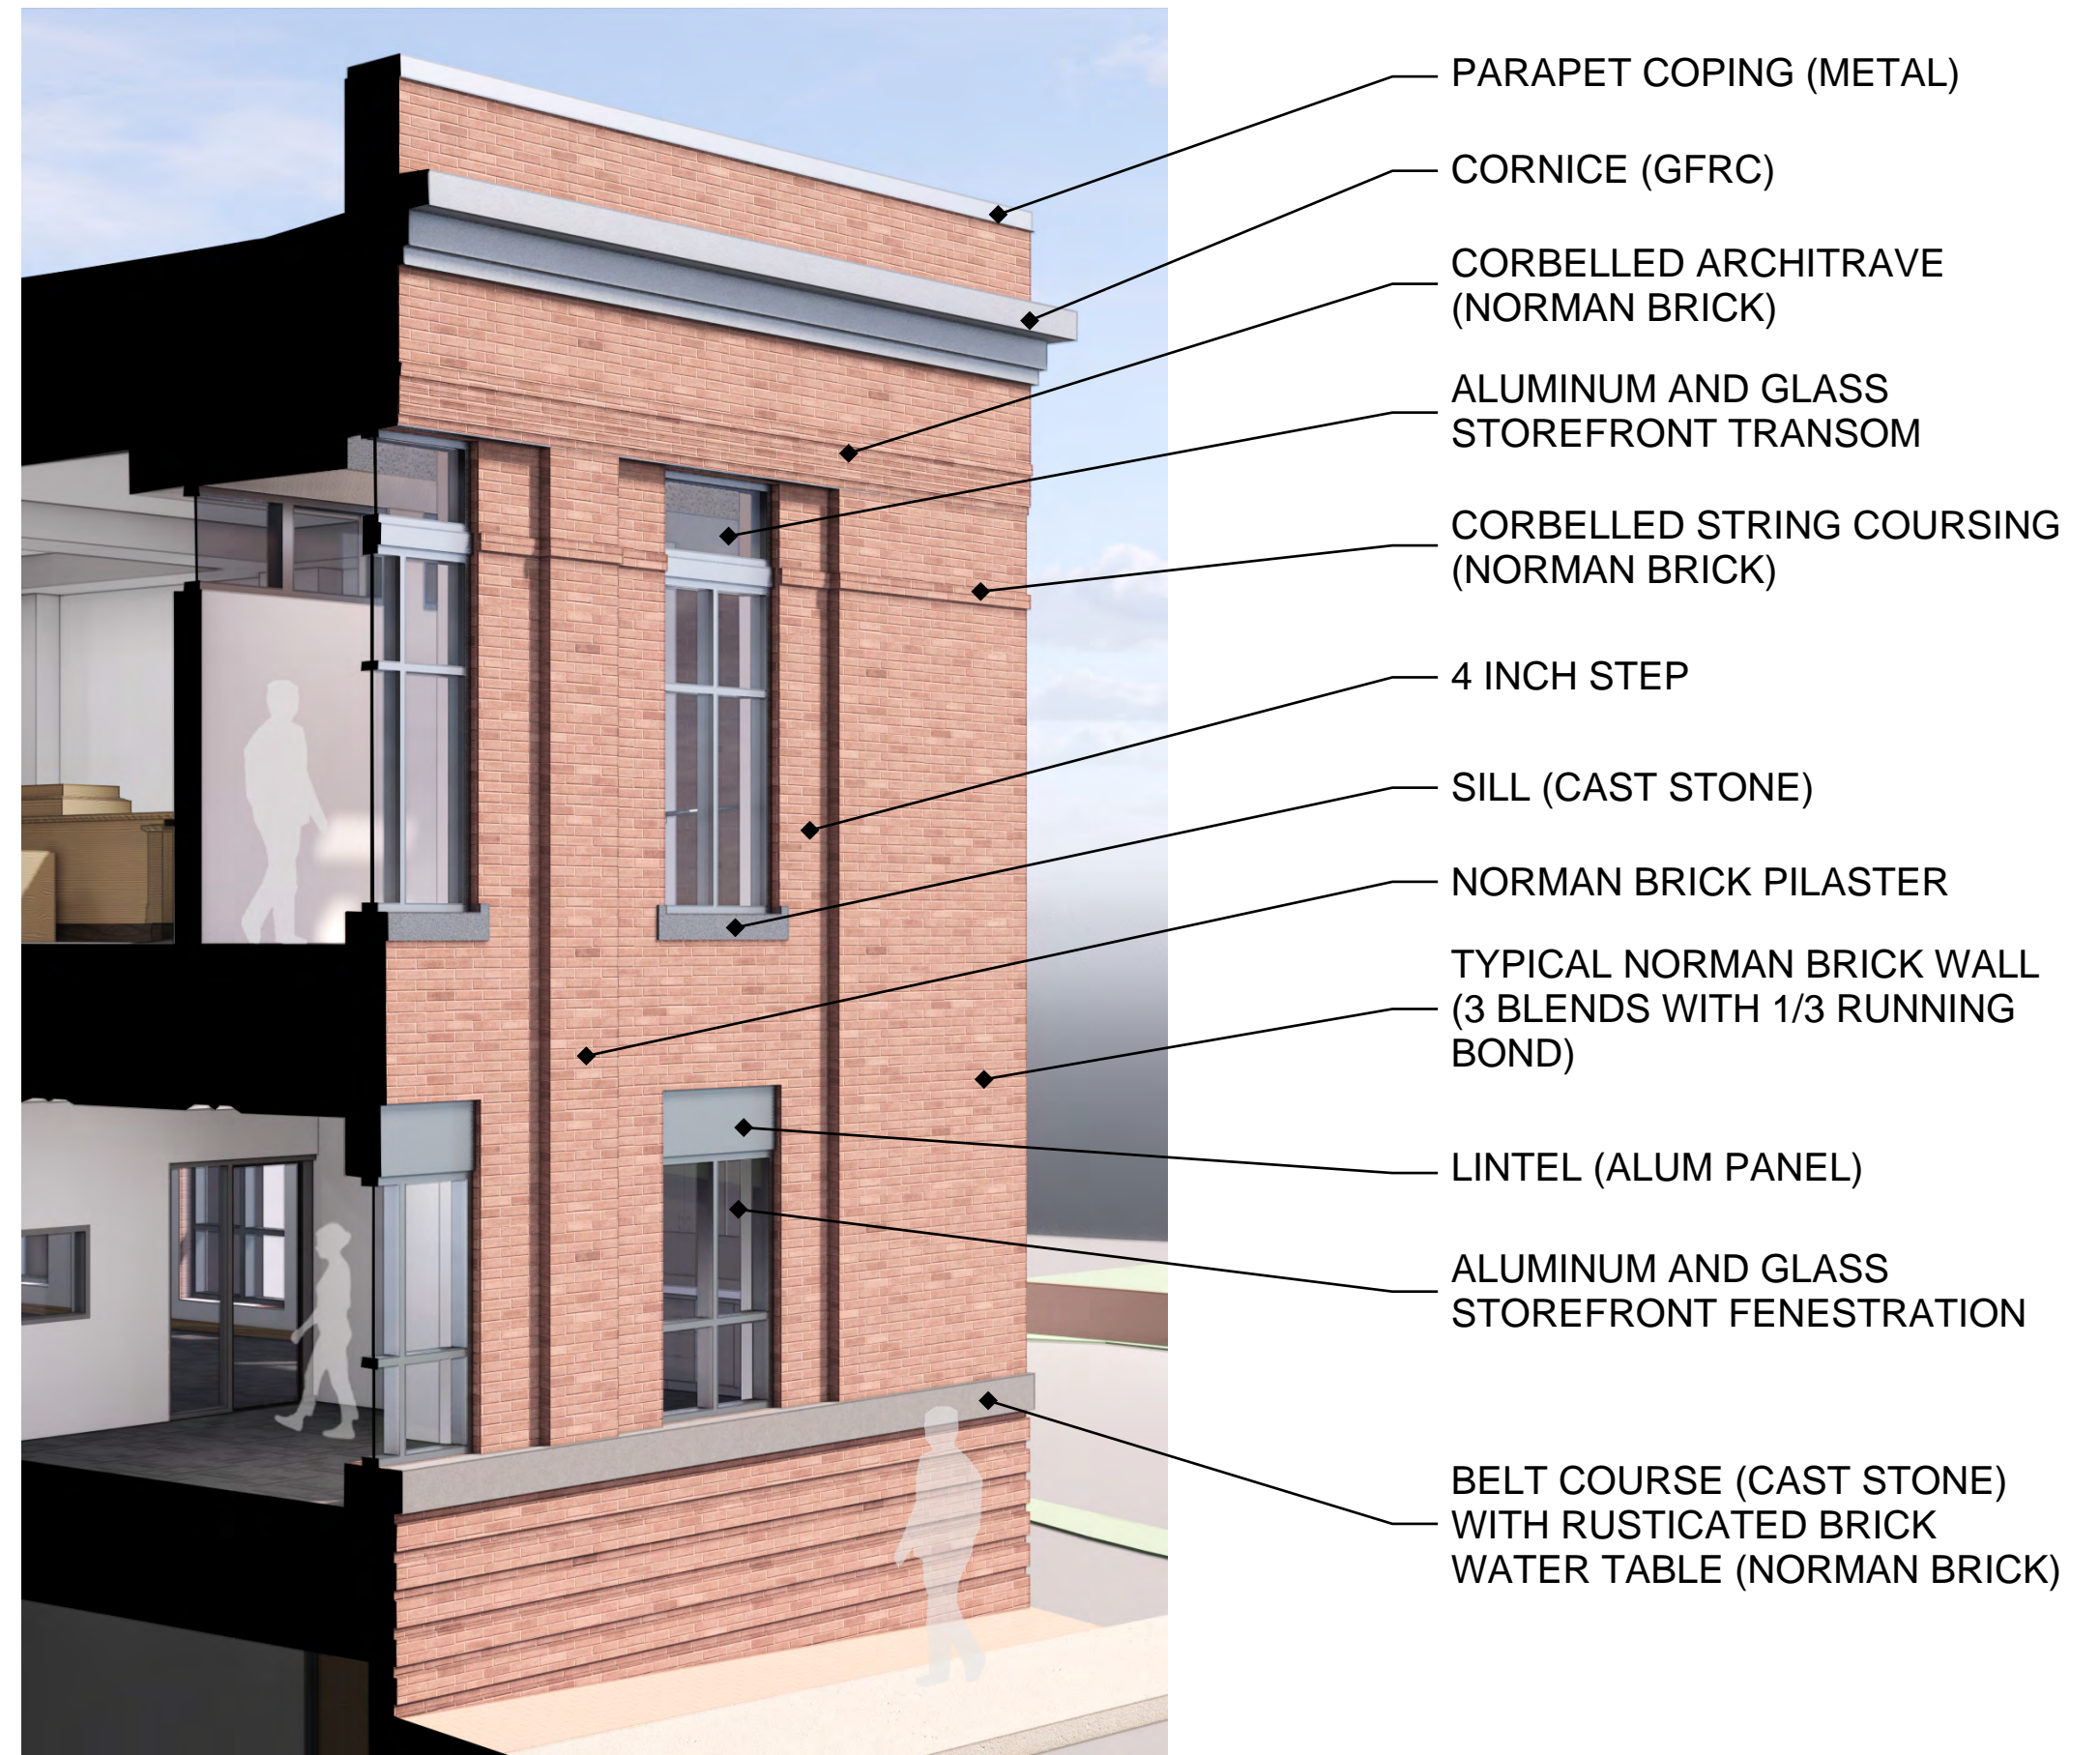 PARAPET COPING (METAL)
CORNICE (GFRC)
CORBELLED ARCHITRAVE
(NORMAN BRICK)
ALUMINUM AND GLASS
STOREFRONT TRANSOM
CORBELLED STRING COURSING
(NORMAN BRICK)
4 INCH STEP
SILL (CAST STONE)
NORMAN BRICK PILASTER
TYPICAL NORMAN BRICK WALL
(3 BLENDS WITH 1/3 RUNNING
BOND)
LINTEL (ALUM PANEL)
ALUMINUM AND GLASS
STOREFRONT FENESTRATION
BELT COURSE (CAST STONE)
WITH RUSTICATED BRICK
WATER TABLE (NORMAN BRICK)